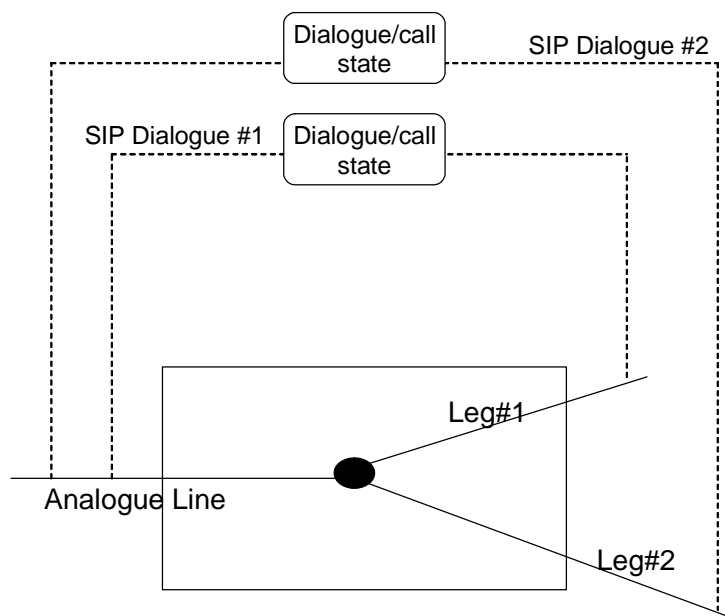 Dialogue/call
state
SIP Dialogue #2
SIP Dialogue #1
Dialogue/call
state
Leg#1
Analogue Line
Leg#2